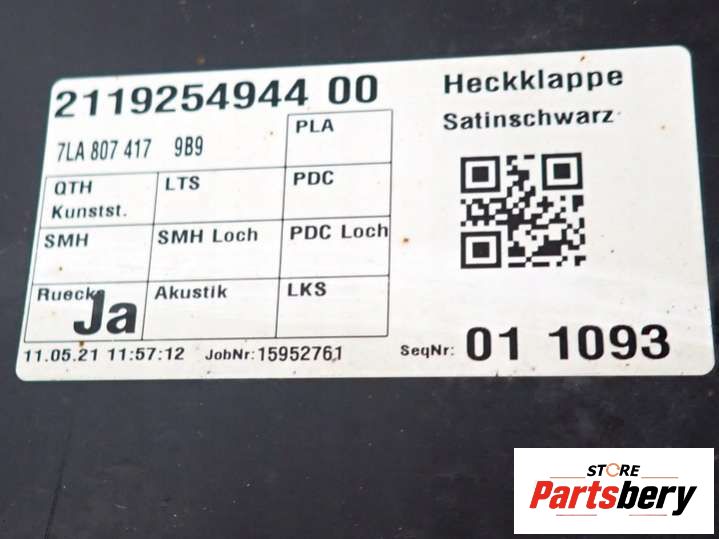 2119254944 00
Heckklappe
Satinschwarz
7LA 807 417 9B9
PLA
QTH
Kunstst.
LTS
PDC
SMH
SMH Loch
PDC Loch
Ja
Akustik
LKS
11.05.21 11:57:12
JobNr: 15952761
SeqNr: 01 1093
STORE
Partsbery